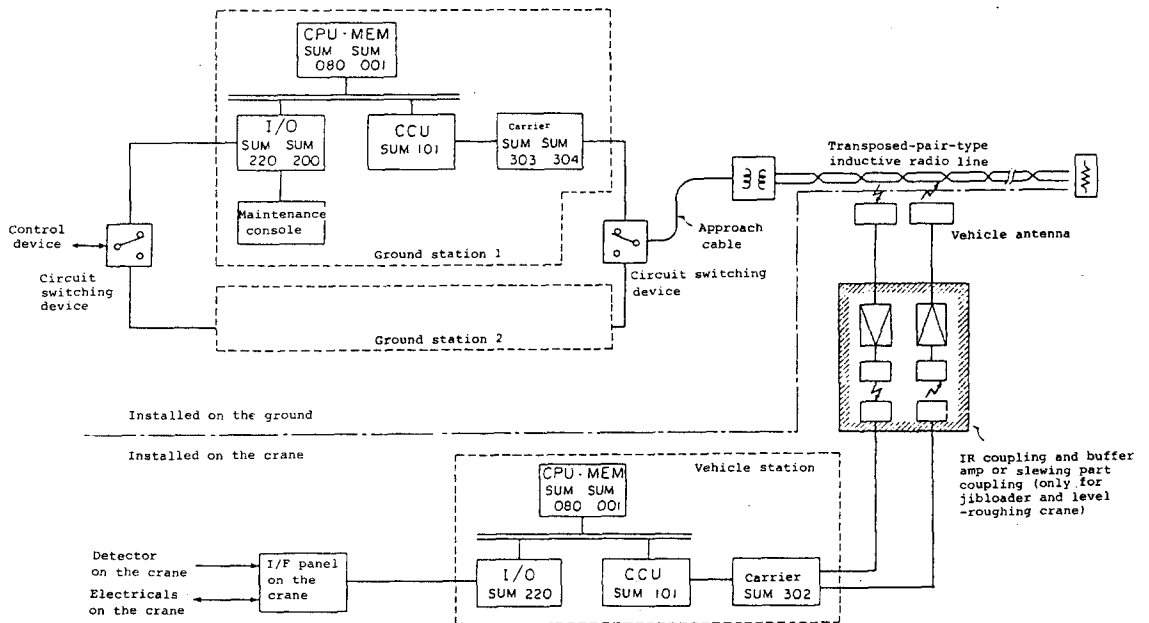 CPU・MEM
SUM SUM
080 001
I/O
SUM SUM
220 200
CCU
SUM 101
Carrier
SUM SUM
303 304
Maintenance
console
Ground station 1
Control
device
Circuit
switching
device
Ground station 2
Circuit switching
device
Approach
cable
Transposed-pair-type
inductive radio line
Vehicle antenna
Installed on the ground
Installed on the crane
IR coupling and buffer
amp or slewing part
coupling (only for
jibloader and level
-roughing crane)
Vehicle station
CPU・MEM
SUM SUM
080 001
I/O
SUM 220
CCU
SUM 101
Carrier
SUM 302
Detector
on the crane
Electricals
on the crane
I/F panel
on the
crane